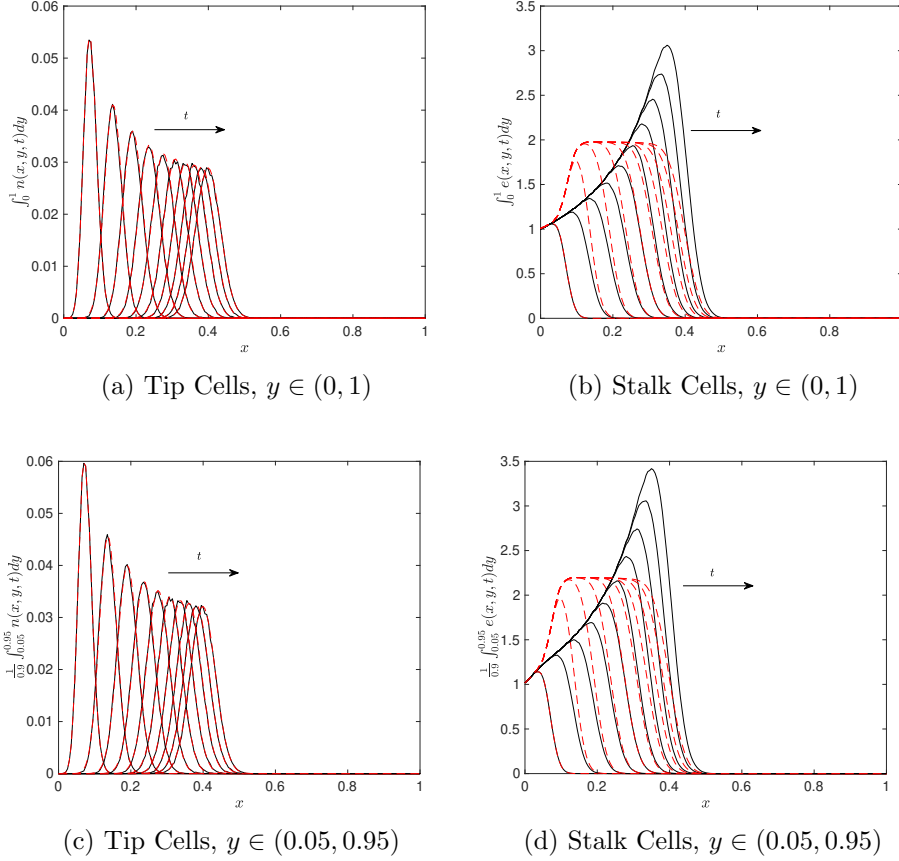 0.06
0.05
0.04
0.03
0.02
0.01
0
∫₀¹ n(x, y, t)dy
t
0 0.2 0.4 0.6 0.8 1
x
(a) Tip Cells, y ∈ (0, 1)
3.5
3
2.5
2
1.5
1
0.5
0
∫₀¹ e(x, y, t)dy
t
0 0.2 0.4 0.6 0.8
x
(b) Stalk Cells, y ∈ (0, 1)
0.06
0.05
0.04
0.03
0.02
0.01
0
1/0.9 ∫_{0.05}^{0.95} n(x, y, t)dy
t
0 0.2 0.4 0.6 0.8 1
x
(c) Tip Cells, y ∈ (0.05, 0.95)
3.5
3
2.5
2
1.5
1
0.5
0
1/0.9 ∫_{0.05}^{0.95} e(x, y, t)dy
t
0 0.2 0.4 0.6 0.8 1
x
(d) Stalk Cells, y ∈ (0.05, 0.95)